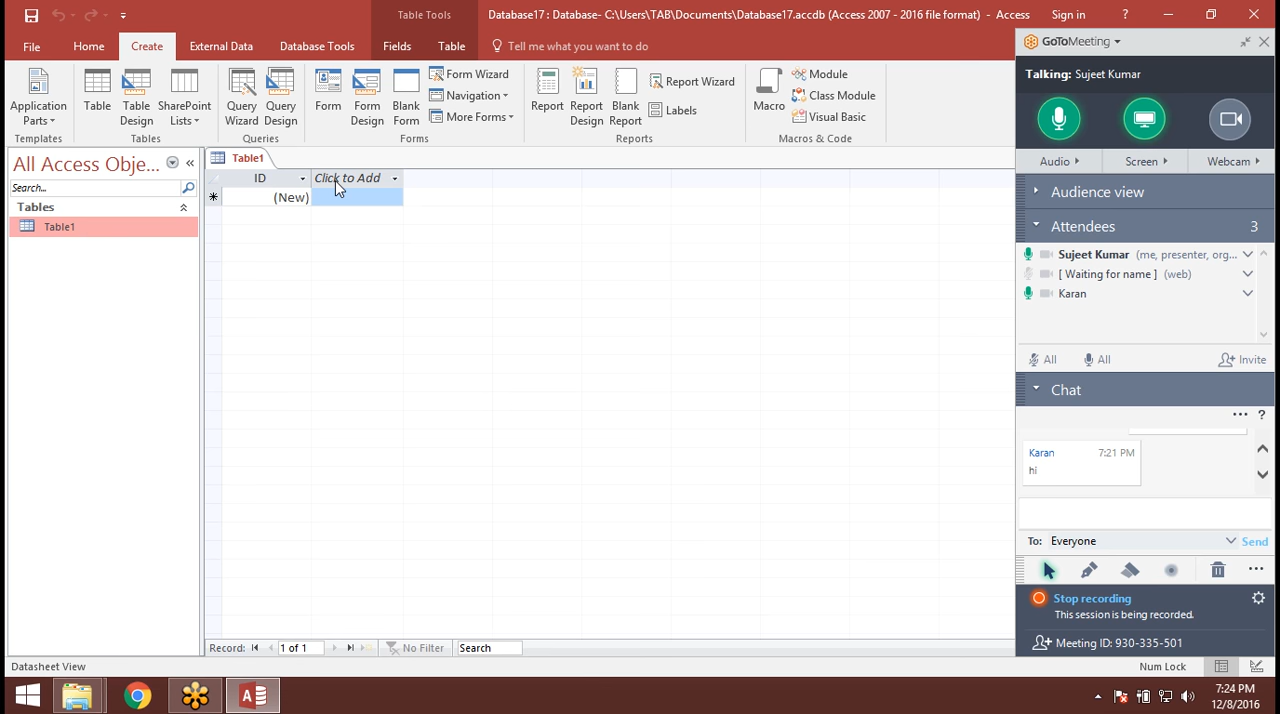 Table Tools
Database17 : Database- C:\Users\TAB\Documents\Database17.accdb (Access 2007 - 2016 file format) - Access
Sign in
?
File
Home
Create
External Data
Database Tools
Fields
Table
Tell me what you want to do
Application Parts
Table
Table Design
SharePoint Lists
Query Wizard
Query Design
Form
Form Design
Blank Form
Form Wizard
Navigation
More Forms
Report
Report Design
Blank Report
Report Wizard
Labels
Macro
Module
Class Module
Visual Basic
Templates
Tables
Queries
Forms
Reports
Macros & Code
All Access Obje...
Search...
Tables
Table1
Table1
ID
Click to Add
(New)
Record:
1 of 1
No Filter
Search
Datasheet View
Num Lock
GoToMeeting
Talking: Sujeet Kumar
Audio
Screen
Webcam
Audience view
Attendees
3
Sujeet Kumar (me, presenter, org...
[ Waiting for name ] (web)
Karan
All
All
Invite
Chat
... ?
Karan
7:21 PM
hi
To: Everyone
Send
Stop recording
This session is being recorded.
Meeting ID: 930-335-501
7:24 PM
12/8/2016